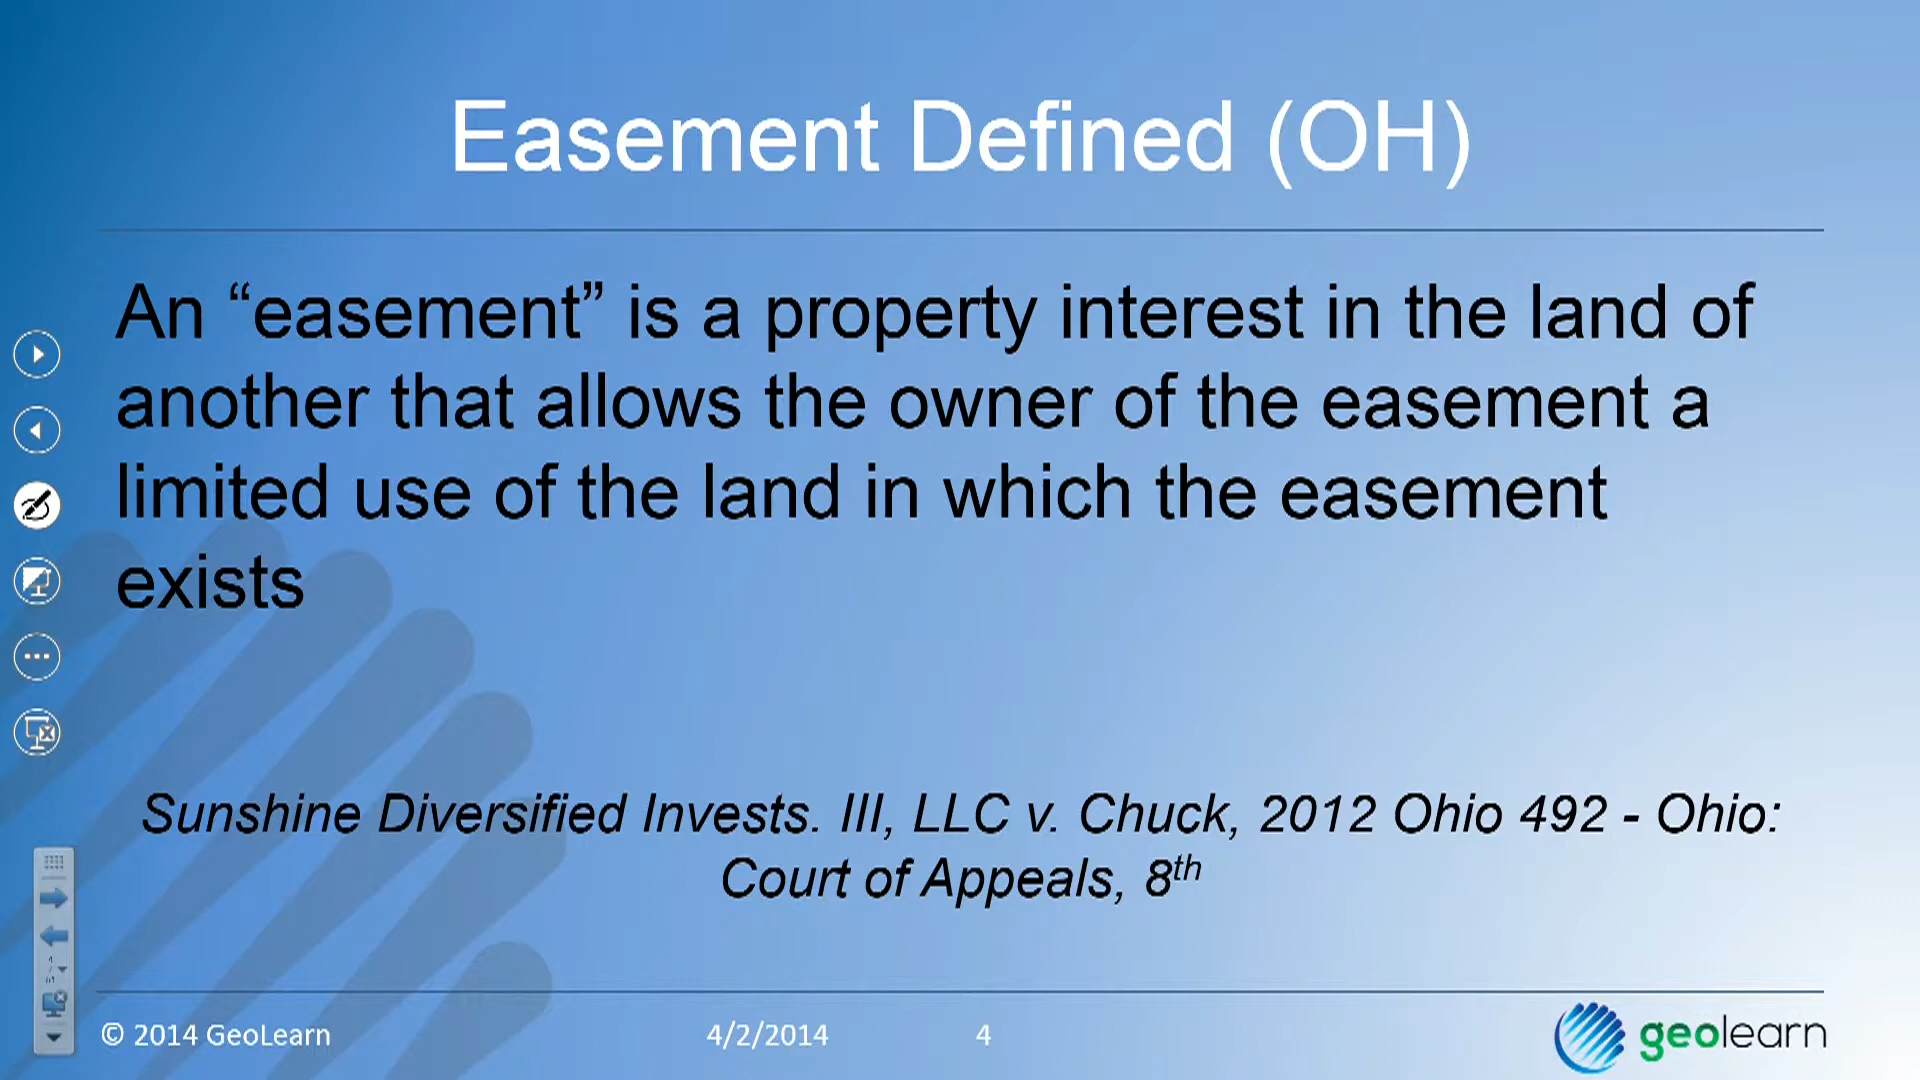 Easement Defined (OH)
An “easement” is a property interest in the land of
another that allows the owner of the easement a
limited use of the land in which the easement
exists
Sunshine Diversified Invests. III, LLC v. Chuck, 2012 Ohio 492 - Ohio:
Court of Appeals, 8th
© 2014 GeoLearn
4/2/2014
4
geolearn